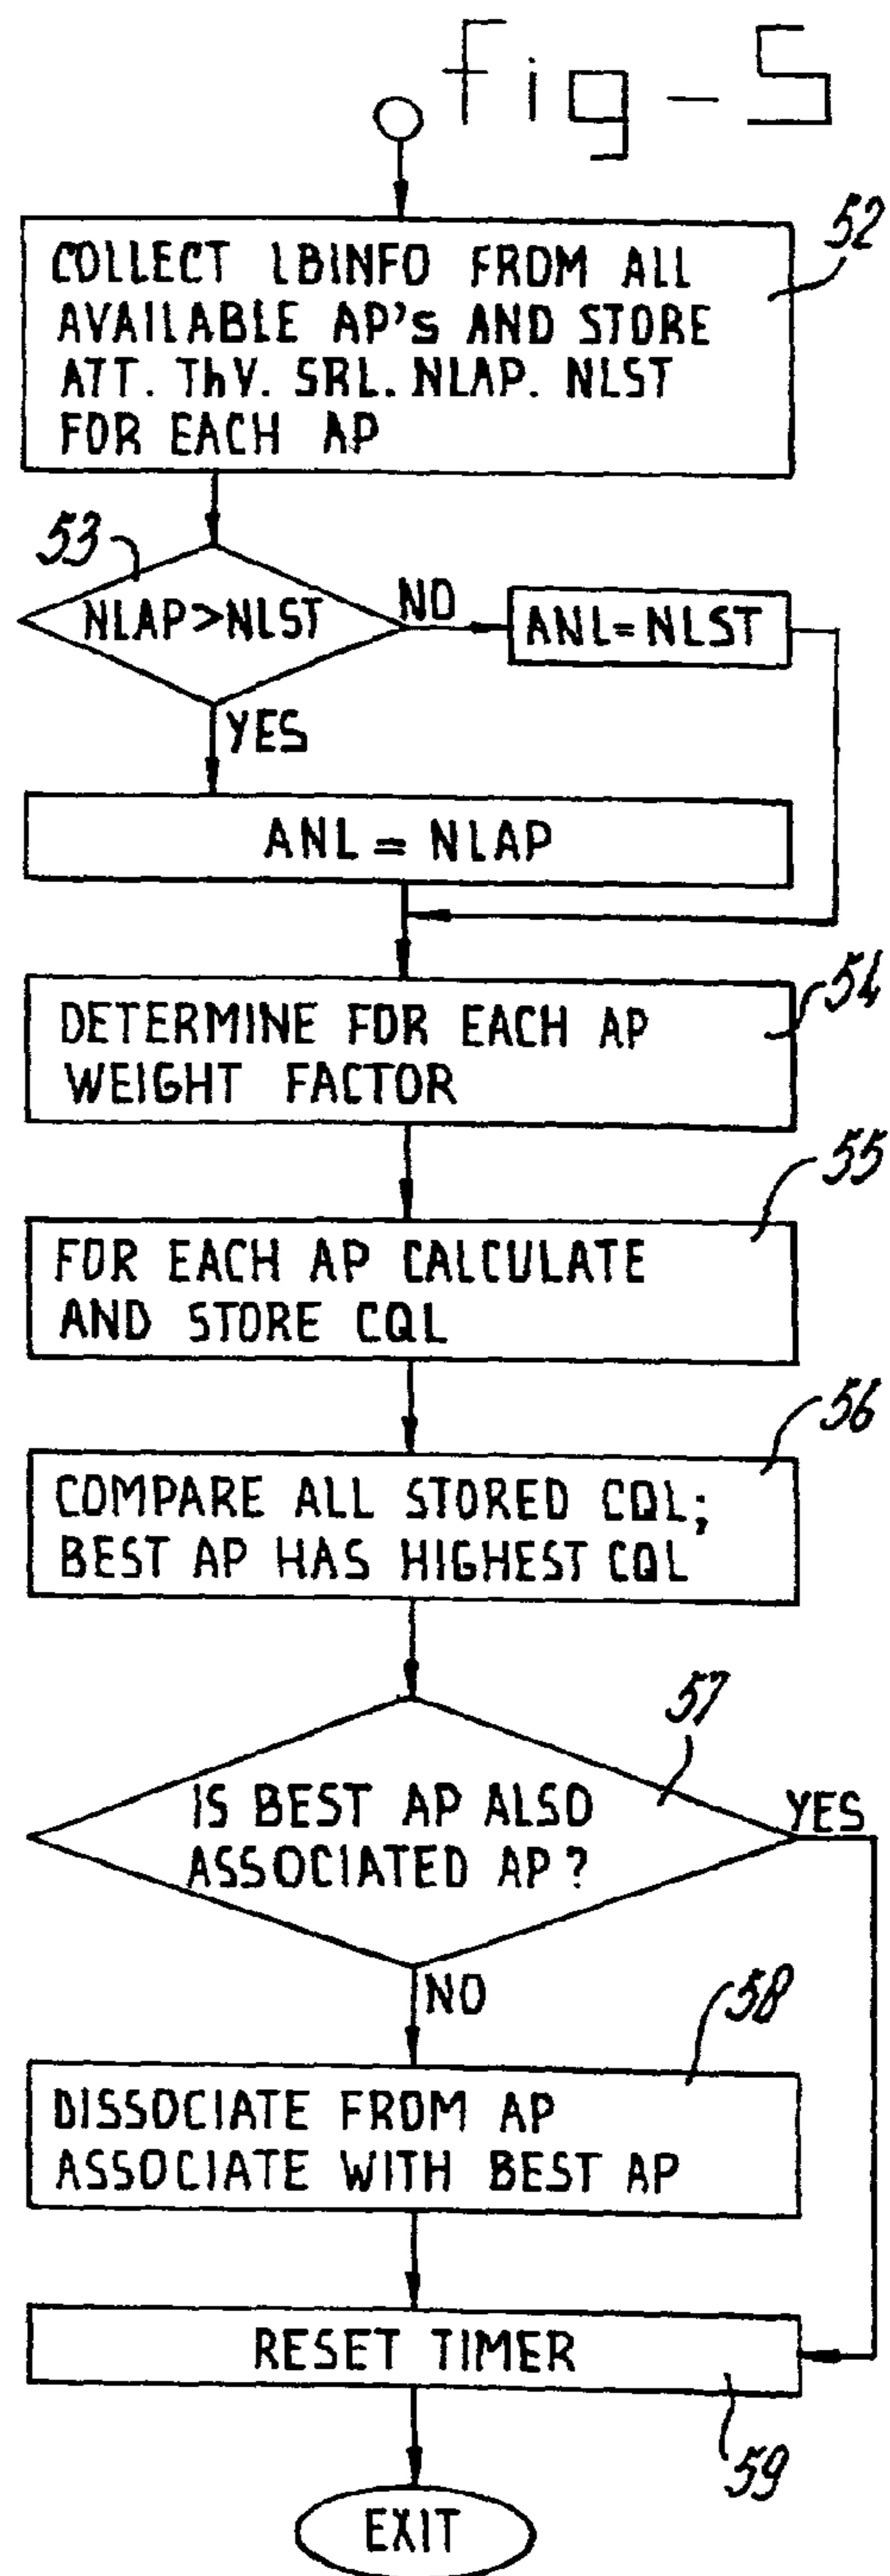 fig-5
52
COLLECT LBINFO FROM ALL
AVAILABLE AP's AND STORE
ATT. ThV. SRL. NLAP. NLST
FOR EACH AP
53
NLAP>NLST
NO
ANL=NLST
YES
ANL = NLAP
54
DETERMINE FOR EACH AP
WEIGHT FACTOR
55
FOR EACH AP CALCULATE
AND STORE CQL
56
COMPARE ALL STORED CQL;
BEST AP HAS HIGHEST CQL
57
IS BEST AP ALSO
ASSOCIATED AP?
YES
NO
58
DISSOCIATE FROM AP
ASSOCIATE WITH BEST AP
RESET TIMER
59
EXIT